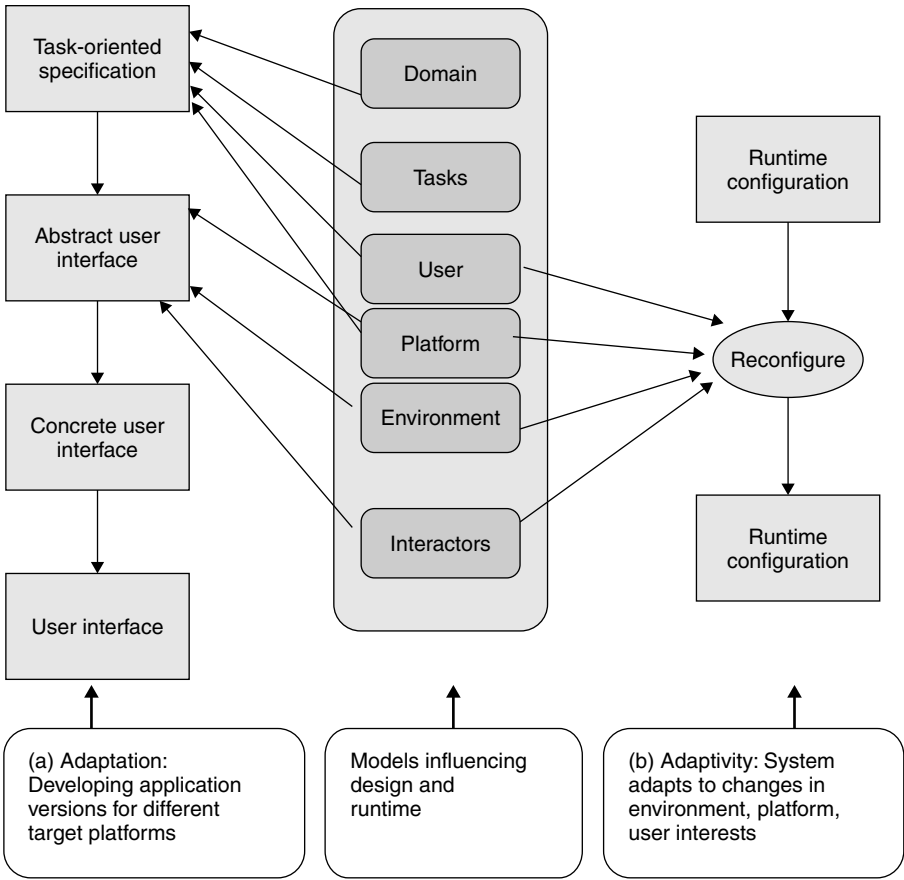 Task-oriented
specification
Abstract user
interface
Concrete user
interface
User interface
Domain
Tasks
User
Platform
Environment
Interactors
Runtime
configuration
Reconfigure
Runtime
configuration
(a) Adaptation:
Developing application
versions for different
target platforms
Models influencing
design and
runtime
(b) Adaptivity: System
adapts to changes in
environment, platform,
user interests